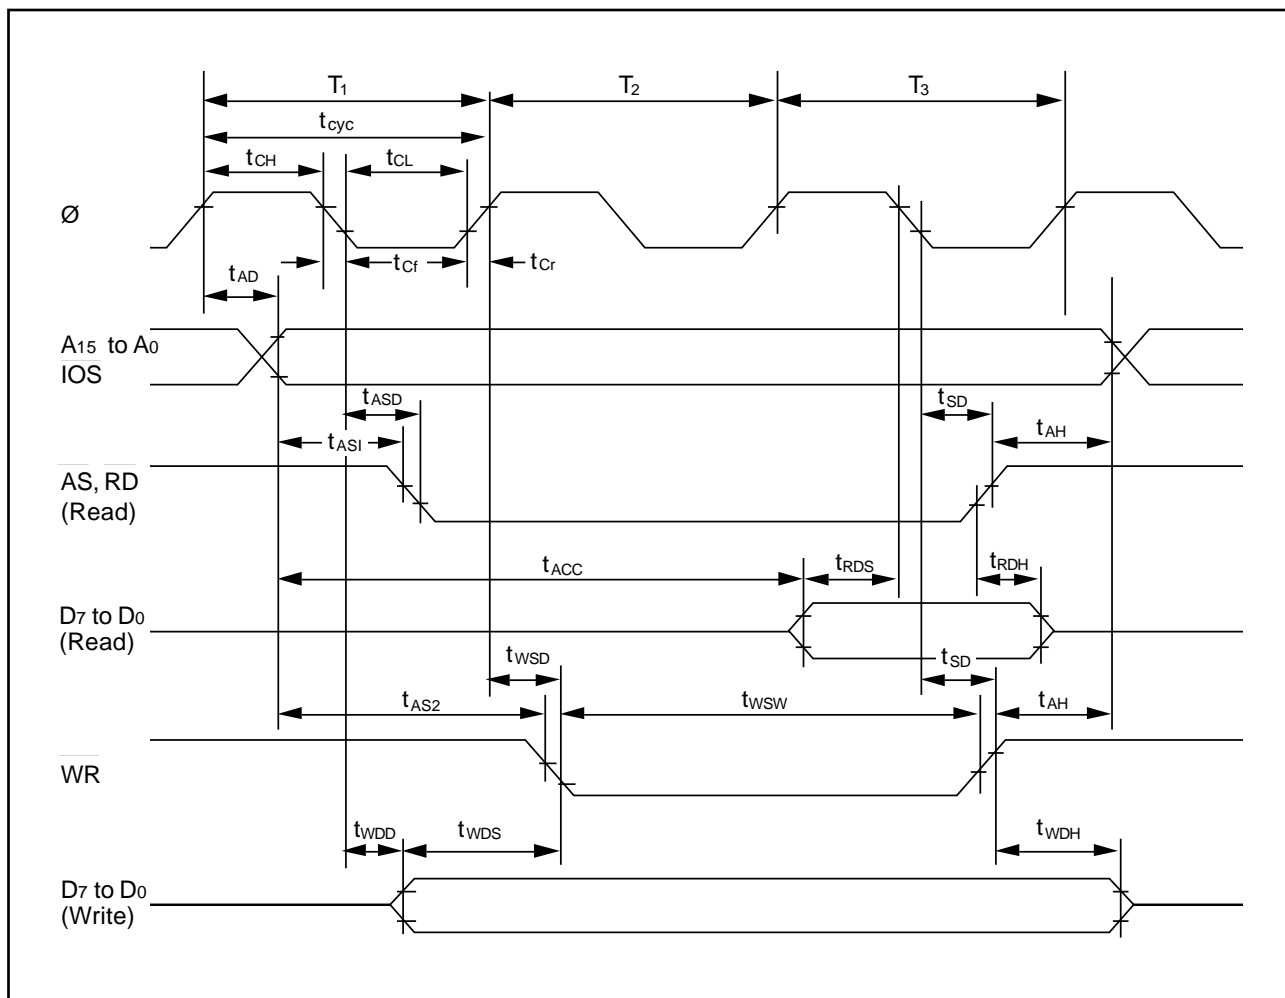 T1 T2 T3
tcyc
tCH tCL
Ø
tAD tCf tCr
A15 to A0
IOS
tASD tSD
tASI tAH
AS, RD
(Read)
tACC tRDS tRDH
D7 to D0
(Read)
tWSD tSD
tAS2 tWSW tAH
WR
tWDD tWDS tWDH
D7 to D0
(Write)